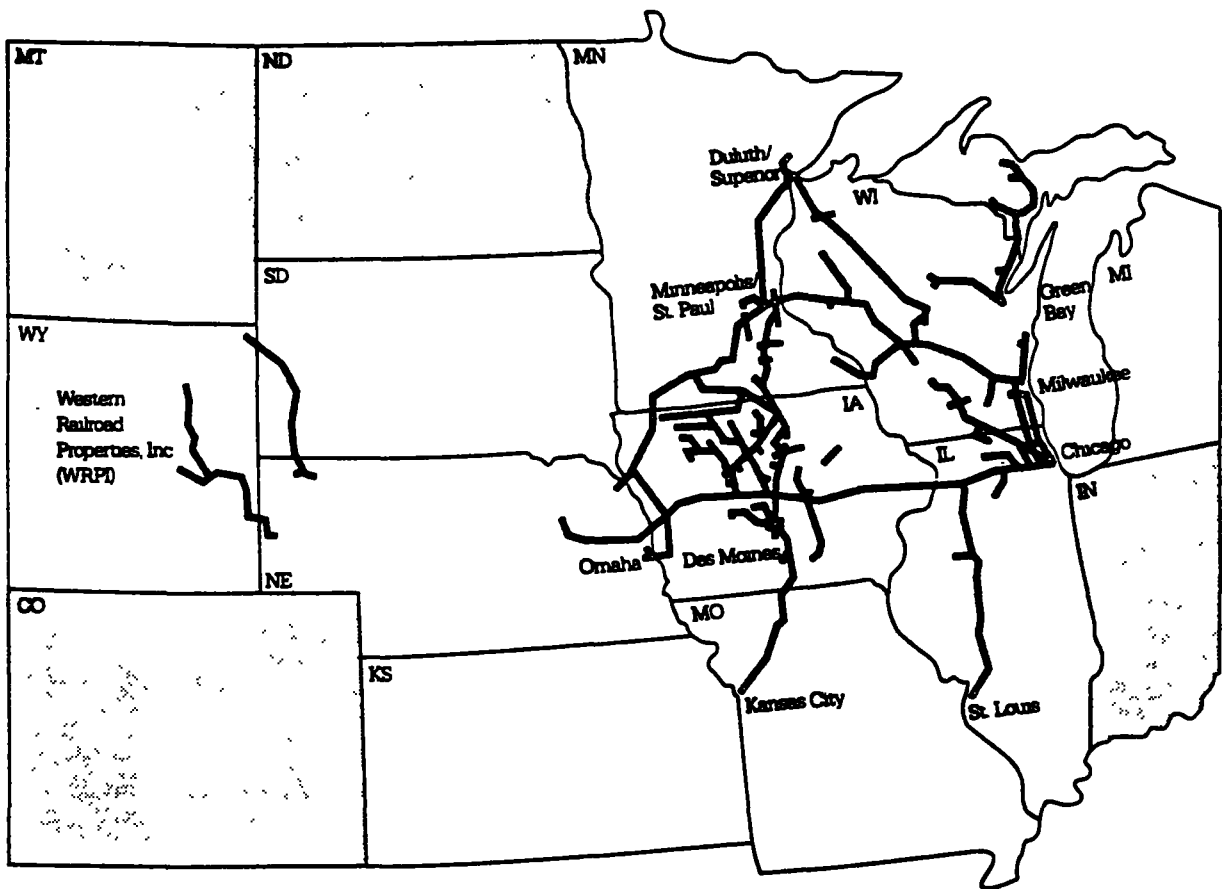 MT
ND
MN
Duluth/
Superior
WI
SD
Minneapolis/
St. Paul
MI
Green
Bay
WY
Western
Railroad
Properties, Inc
(WRPI)
IA
Milwaukee
IL
Chicago
IN
Omaha
Des Moines
NE
CO
MO
KS
Kansas City
St. Louis